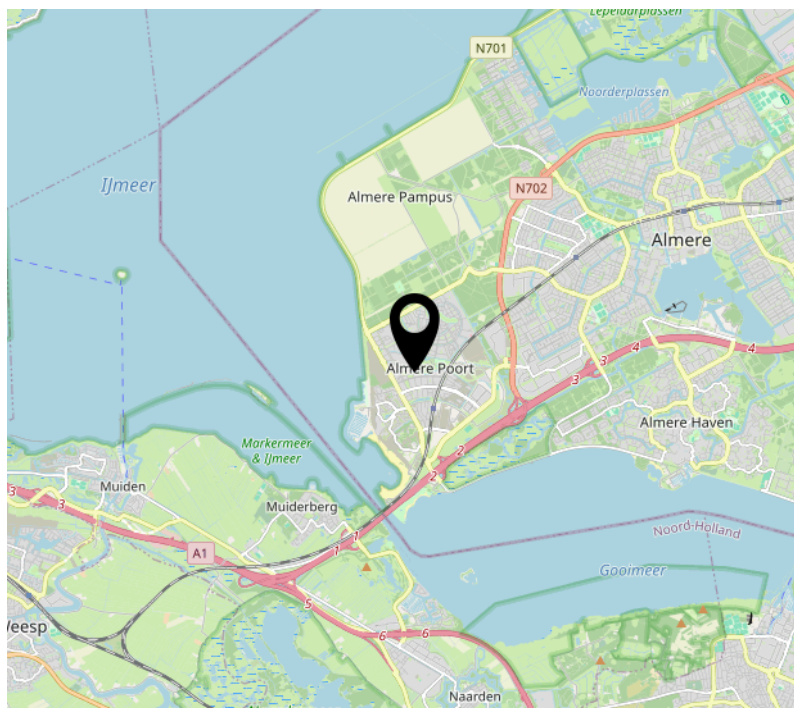 Lepelaarplassen
N701
Noorderplassen
IJmeer
Almere Pampus
N702
Almere
Almere Poort
3
4
4
3
Almere Haven
2
2
Markermeer
& IJmeer
3
3
Muiden
Muiderberg
1
1
A1
Noord-Holland
Gooimeer
5
6
6
Weesp
Naarden